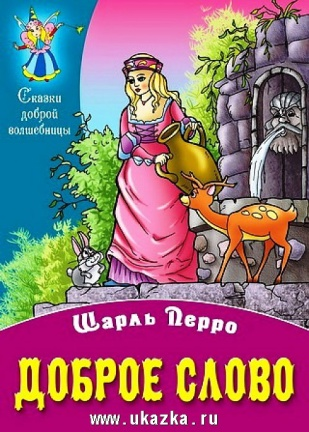 Сказки
доброй
волшебницы
Шарль Перро
ДОБРОЕ СЛОВО
www.ukazka.ru